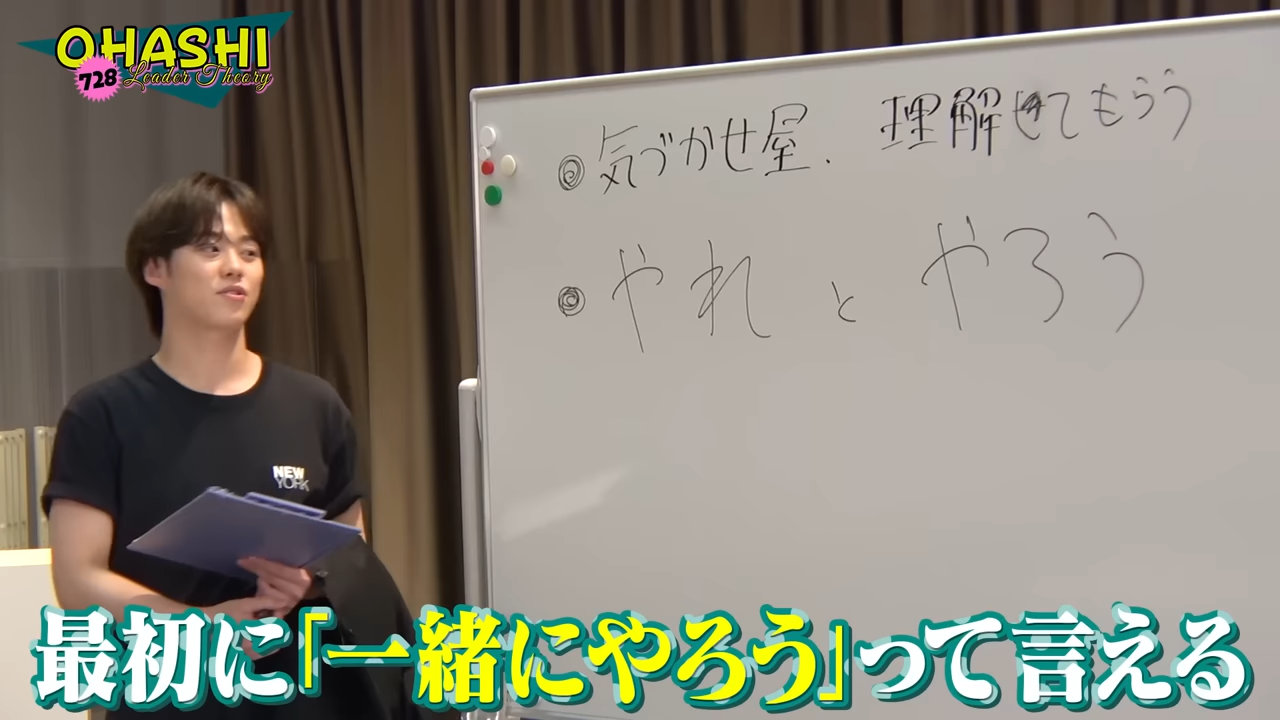 OHASHI
728 Leader Theory
◎気づかせ屋. 理解せてもらう
◎やれ と やろう
NEW
YORK
最初に「一緒にやろう」って言える